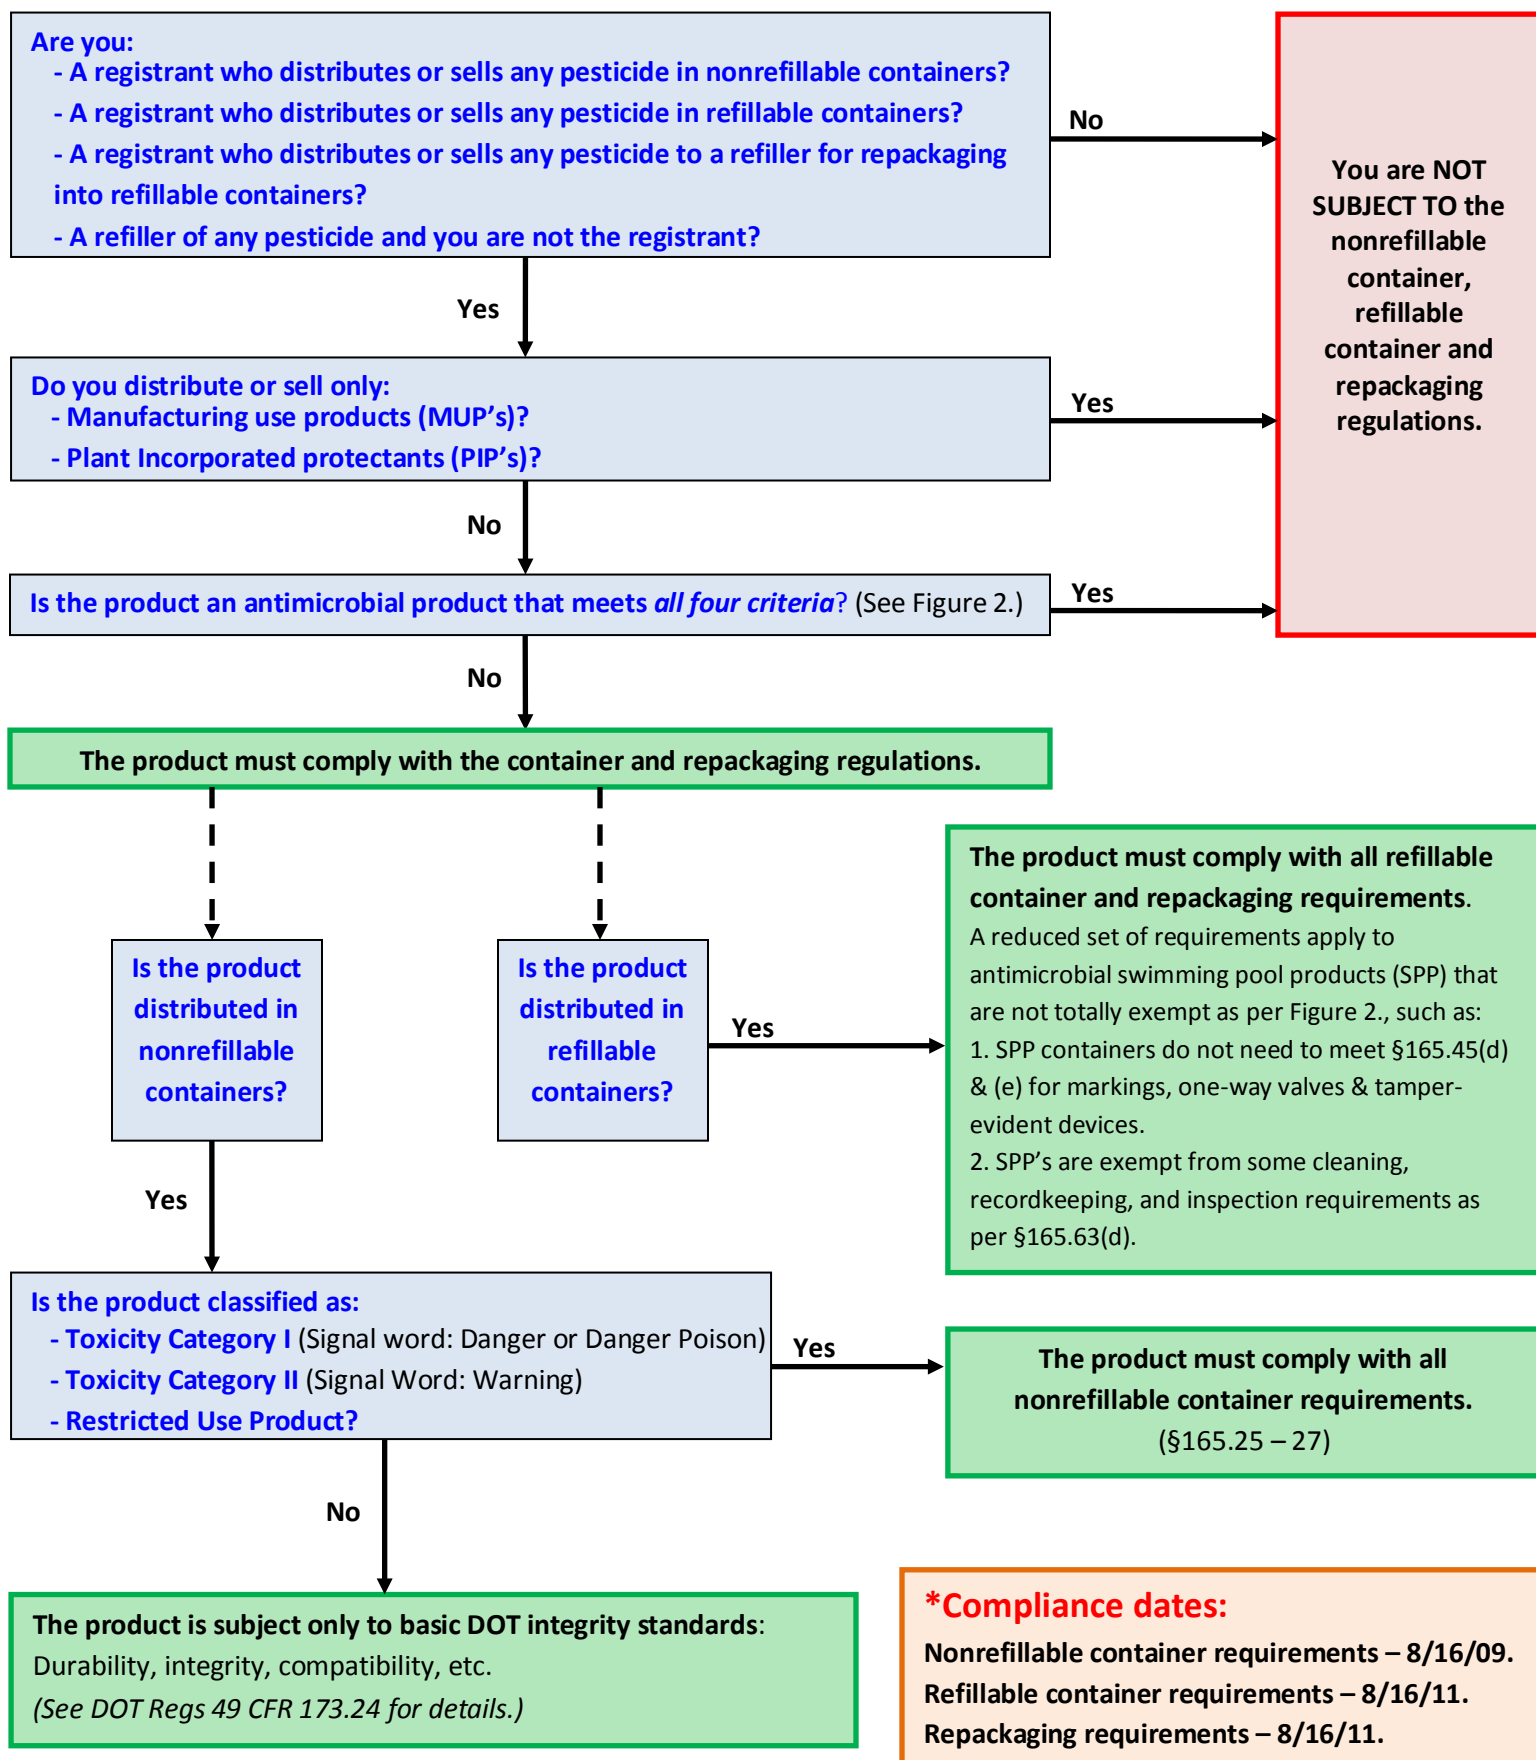 Are you:
- A registrant who distributes or sells any pesticide in nonrefillable containers?
- A registrant who distributes or sells any pesticide in refillable containers?
- A registrant who distributes or sells any pesticide to a refiller for repackaging
into refillable containers?
- A refiller of any pesticide and you are not the registrant?
No
You are NOT
SUBJECT TO the
nonrefillable
container,
refillable
container and
repackaging
regulations.
Yes
Do you distribute or sell only:
- Manufacturing use products (MUP’s)?
- Plant Incorporated protectants (PIP’s)?
Yes
No
Is the product an antimicrobial product that meets all four criteria? (See Figure 2.)
Yes
No
The product must comply with the container and repackaging regulations.
Is the product
distributed in
nonrefillable
containers?
Is the product
distributed in
refillable
containers?
Yes
The product must comply with all refillable
container and repackaging requirements.
A reduced set of requirements apply to
antimicrobial swimming pool products (SPP) that
are not totally exempt as per Figure 2., such as:
1. SPP containers do not need to meet §165.45(d)
& (e) for markings, one-way valves & tamper-
evident devices.
2. SPP’s are exempt from some cleaning,
recordkeeping, and inspection requirements as
per §165.63(d).
Yes
Is the product classified as:
- Toxicity Category I (Signal word: Danger or Danger Poison)
- Toxicity Category II (Signal Word: Warning)
- Restricted Use Product?
Yes
The product must comply with all
nonrefillable container requirements.
(§165.25 – 27)
No
The product is subject only to basic DOT integrity standards:
Durability, integrity, compatibility, etc.
(See DOT Regs 49 CFR 173.24 for details.)
*Compliance dates:
Nonrefillable container requirements – 8/16/09.
Refillable container requirements – 8/16/11.
Repackaging requirements – 8/16/11.